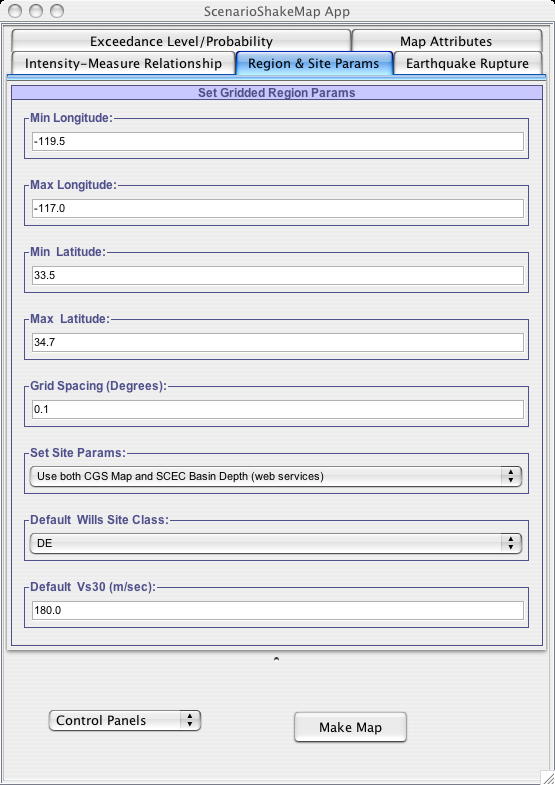 ScenarioShakeMap App
Exceedance Level/Probability
Map Attributes
Intensity-Measure Relationship
Region & Site Params
Earthquake Rupture
Set Gridded Region Params
Min Longitude:
-119.5
Max Longitude:
-117.0
Min Latitude:
33.5
Max Latitude:
34.7
Grid Spacing (Degrees):
0.1
Set Site Params:
Use both CGS Map and SCEC Basin Depth (web services)
Default Wills Site Class:
DE
Default Vs30 (m/sec):
180.0
Control Panels
Make Map